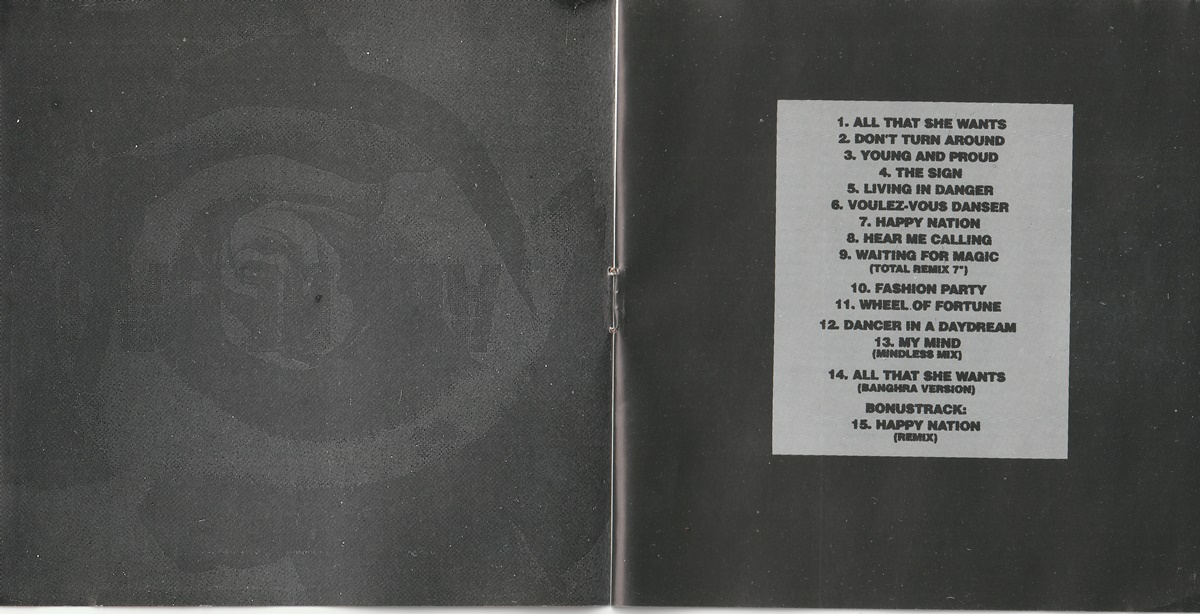 1. ALL THAT SHE WANTS
2. DON'T TURN AROUND
3. YOUNG AND PROUD
4. THE SIGN
5. LIVING IN DANGER
6. VOULEZ-VOUS DANSER
7. HAPPY NATION
8. HEAR ME CALLING
9. WAITING FOR MAGIC
(TOTAL REMIX 7")
10. FASHION PARTY
11. WHEEL OF FORTUNE
12. DANCER IN A DAYDREAM
13. MY MIND
(MINDLESS MIX)
14. ALL THAT SHE WANTS
(BANGHRA VERSION)
BONUSTRACK:
15. HAPPY NATION
(REMIX)